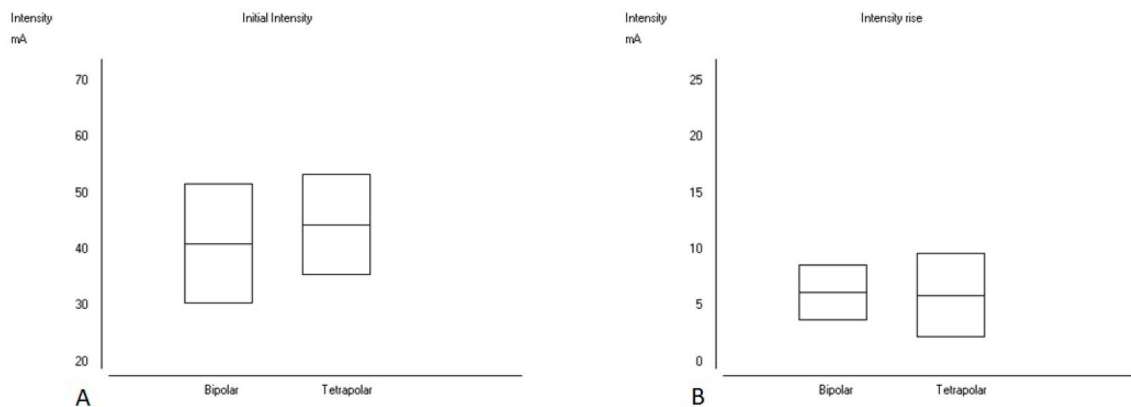 Intensity
mA
Initial Intensity
70
60
50
40
30
20
Bipolar Tetrapolar
A
Intensity
mA
Intensity rise
25
20
15
10
5
0
Bipolar Tetrapolar
B